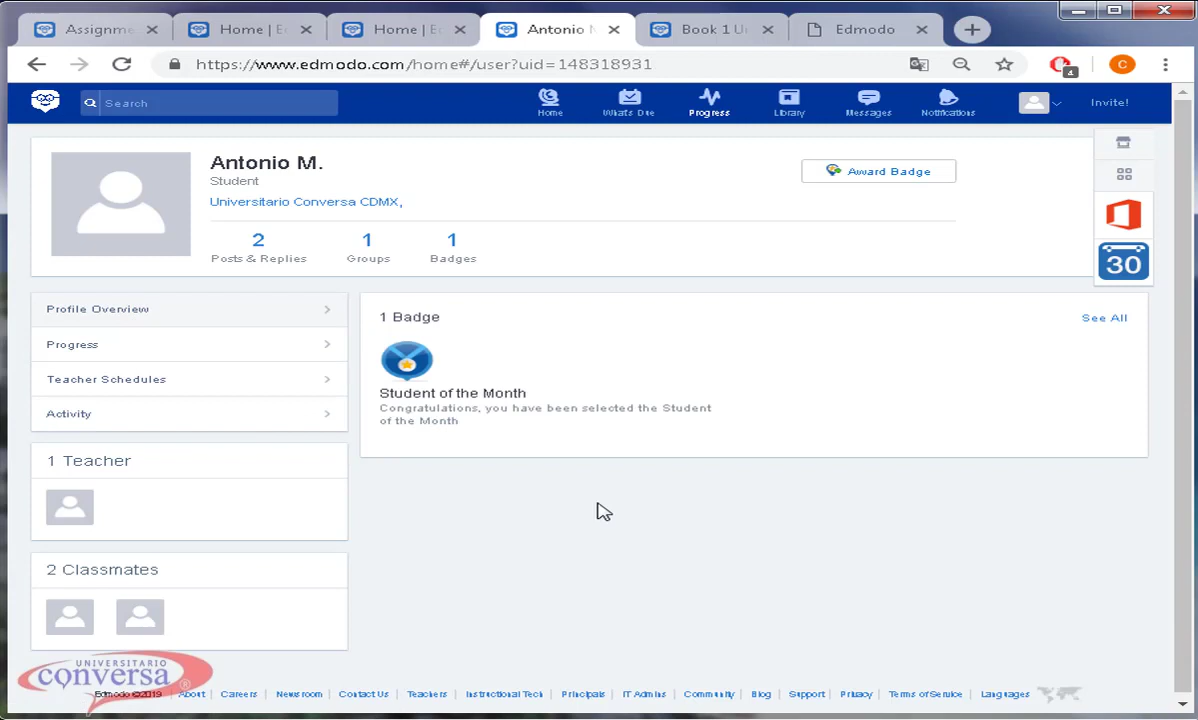 Assignme
Home | E
Home | E
Antonio M
Book 1 U
Edmodo
https://www.edmodo.com/home#/user?uid=148318931
4
C
Search
Home
What's Due
Progress
Library
Messages
Notifications
Invite!
Antonio M.
Student
Universitario Conversa CDMX,
Award Badge
2
1
1
Posts & Replies
Groups
Badges
30
Profile Overview
Progress
Teacher Schedules
Activity
1 Badge
See All
Student of the Month
Congratulations, you have been selected the Student
of the Month
1 Teacher
2 Classmates
UNIVERSITARIO
conversa
®
Edmodo ©2019 About Careers Newsroom Contact Us Teachers Instructional Tech Principals IT Admins Community Blog Support Privacy Terms of Service Languages